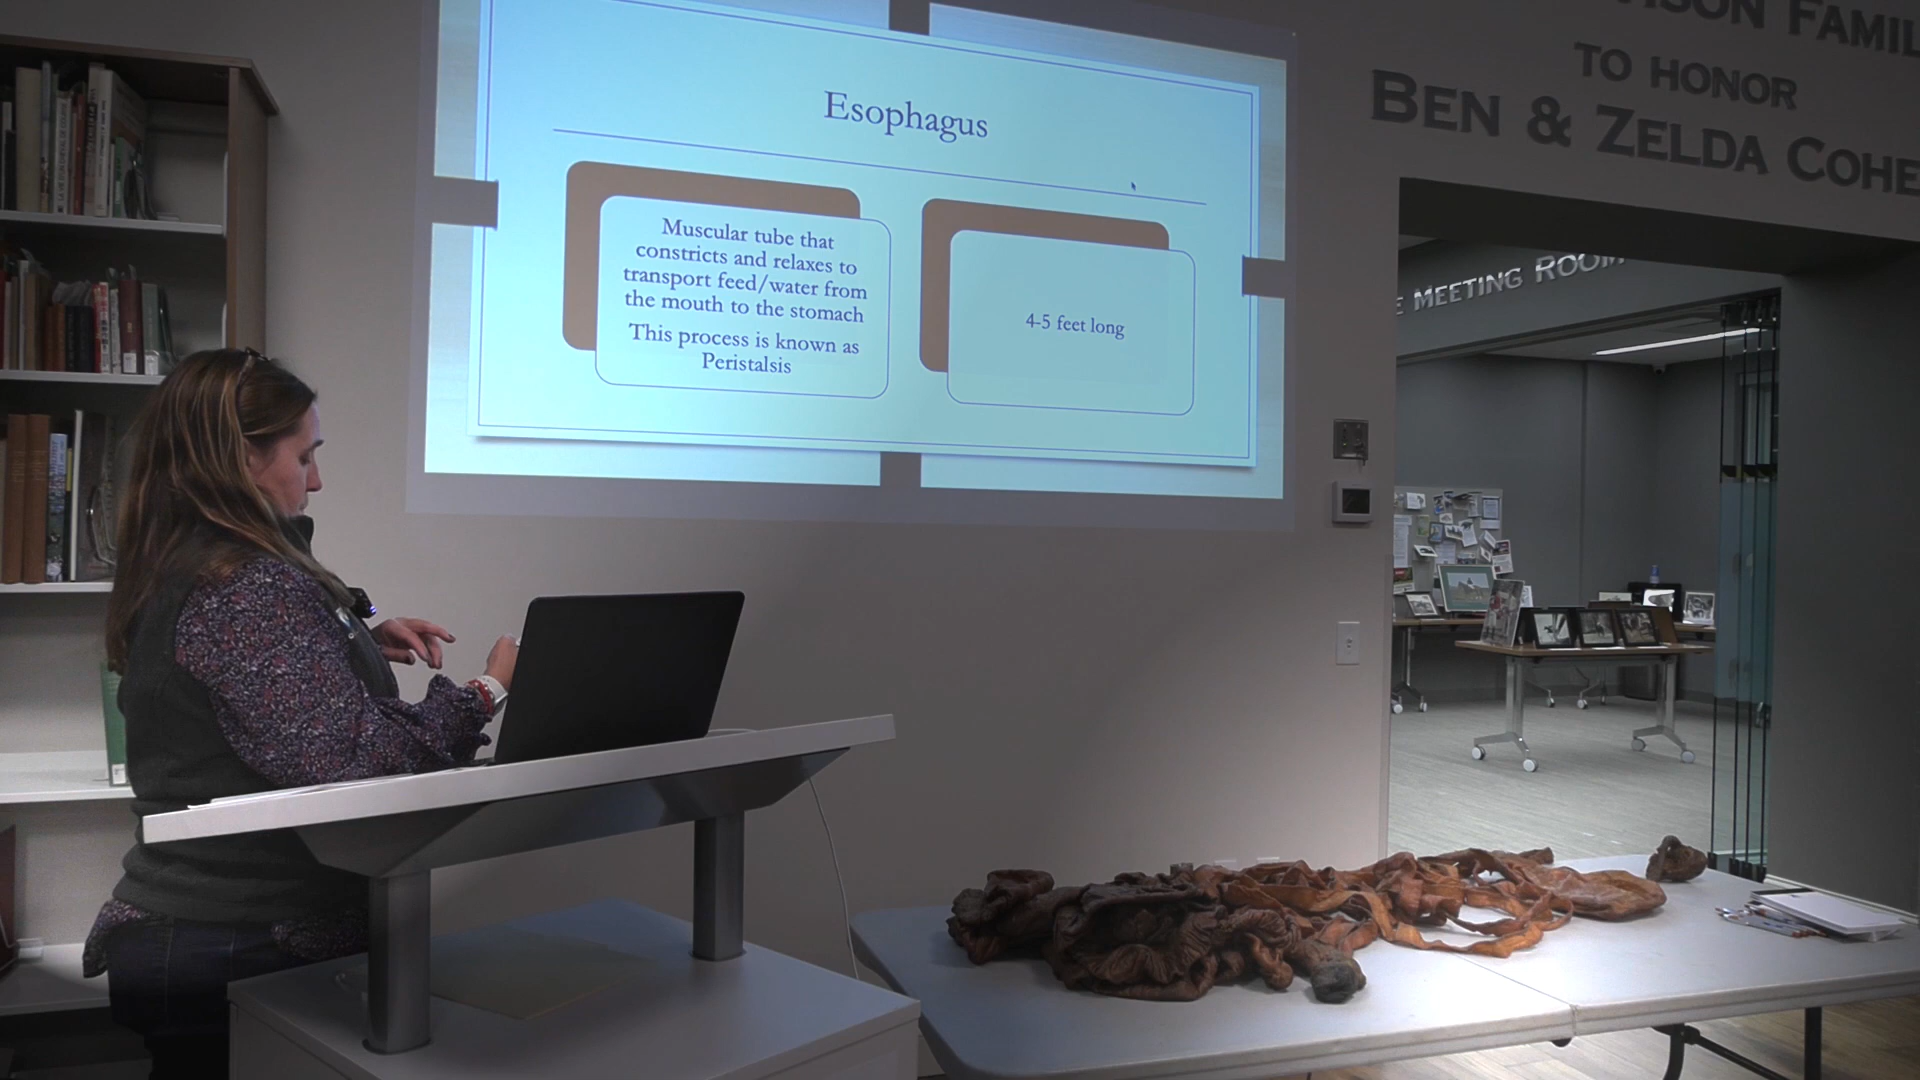 Esophagus
Muscular tube that
constricts and relaxes to
transport feed/water from
the mouth to the stomach
This process is known as
Peristalsis
4-5 feet long
FAMIL
TO HONOR
BEN & ZELDA COHE
MEETING ROOM